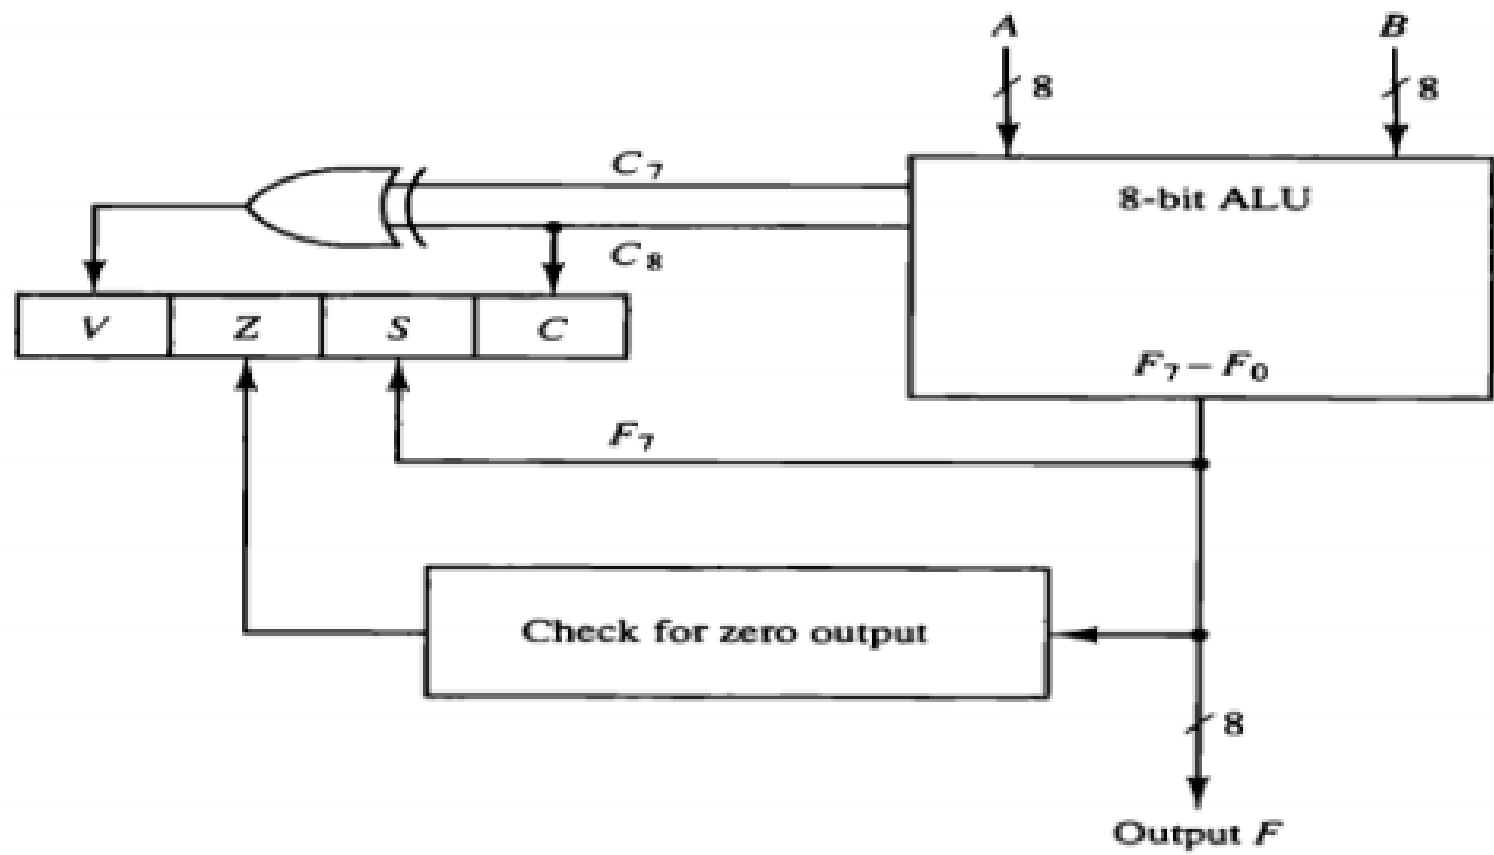 A B
8 8
C7
8-bit ALU
C8
V Z S C
F7 – F0
F7
Check for zero output
8
Output F